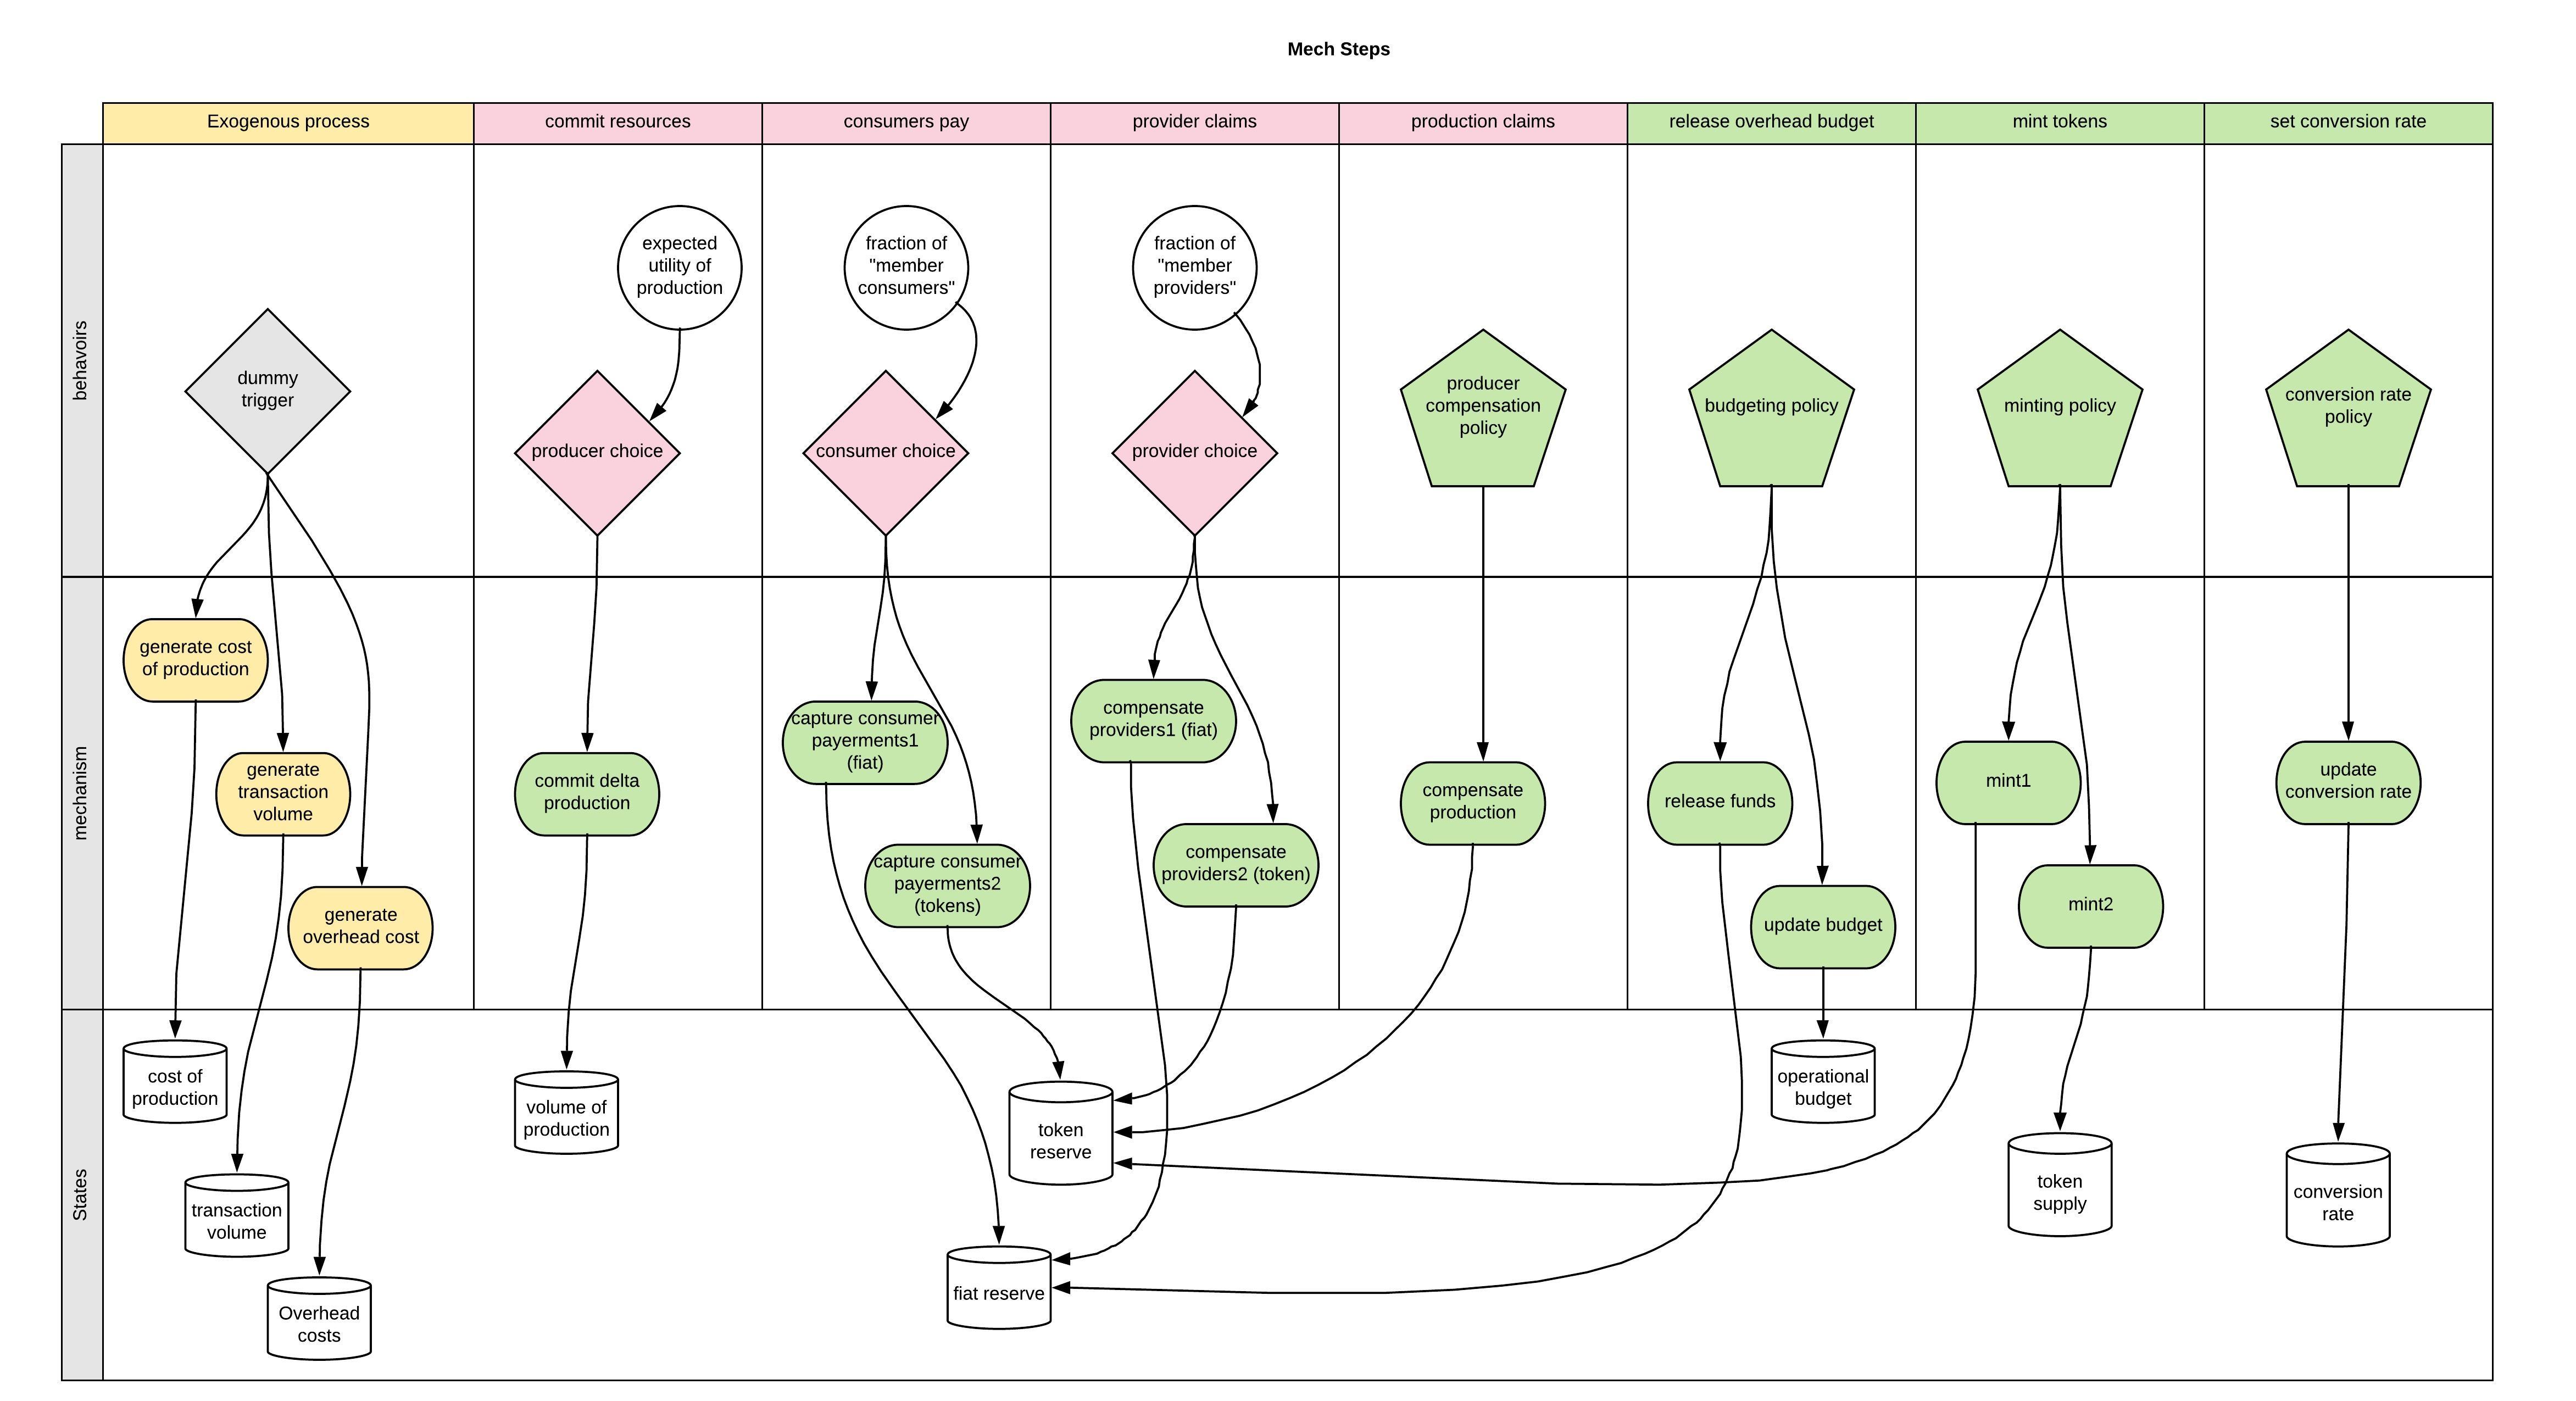 Mech Steps
Exogenous process
commit resources
consumers pay
provider claims
production claims
release overhead budget
mint tokens
set conversion rate
behavoirs
expected
utility of
production
fraction of
"member
consumers"
fraction of
"member
providers"
dummy
trigger
producer choice
consumer choice
provider choice
producer
compensation
policy
budgeting policy
minting policy
conversion rate
policy
mechanism
generate cost
of production
generate
transaction
volume
generate
overhead cost
commit delta
production
capture consumer
payerments1
(fiat)
capture consumer
payerments2
(tokens)
compensate
providers1 (fiat)
compensate
providers2 (token)
compensate
production
release funds
update budget
mint1
mint2
update
conversion rate
States
cost of
production
transaction
volume
Overhead
costs
volume of
production
token
reserve
fiat reserve
operational
budget
token
supply
conversion
rate